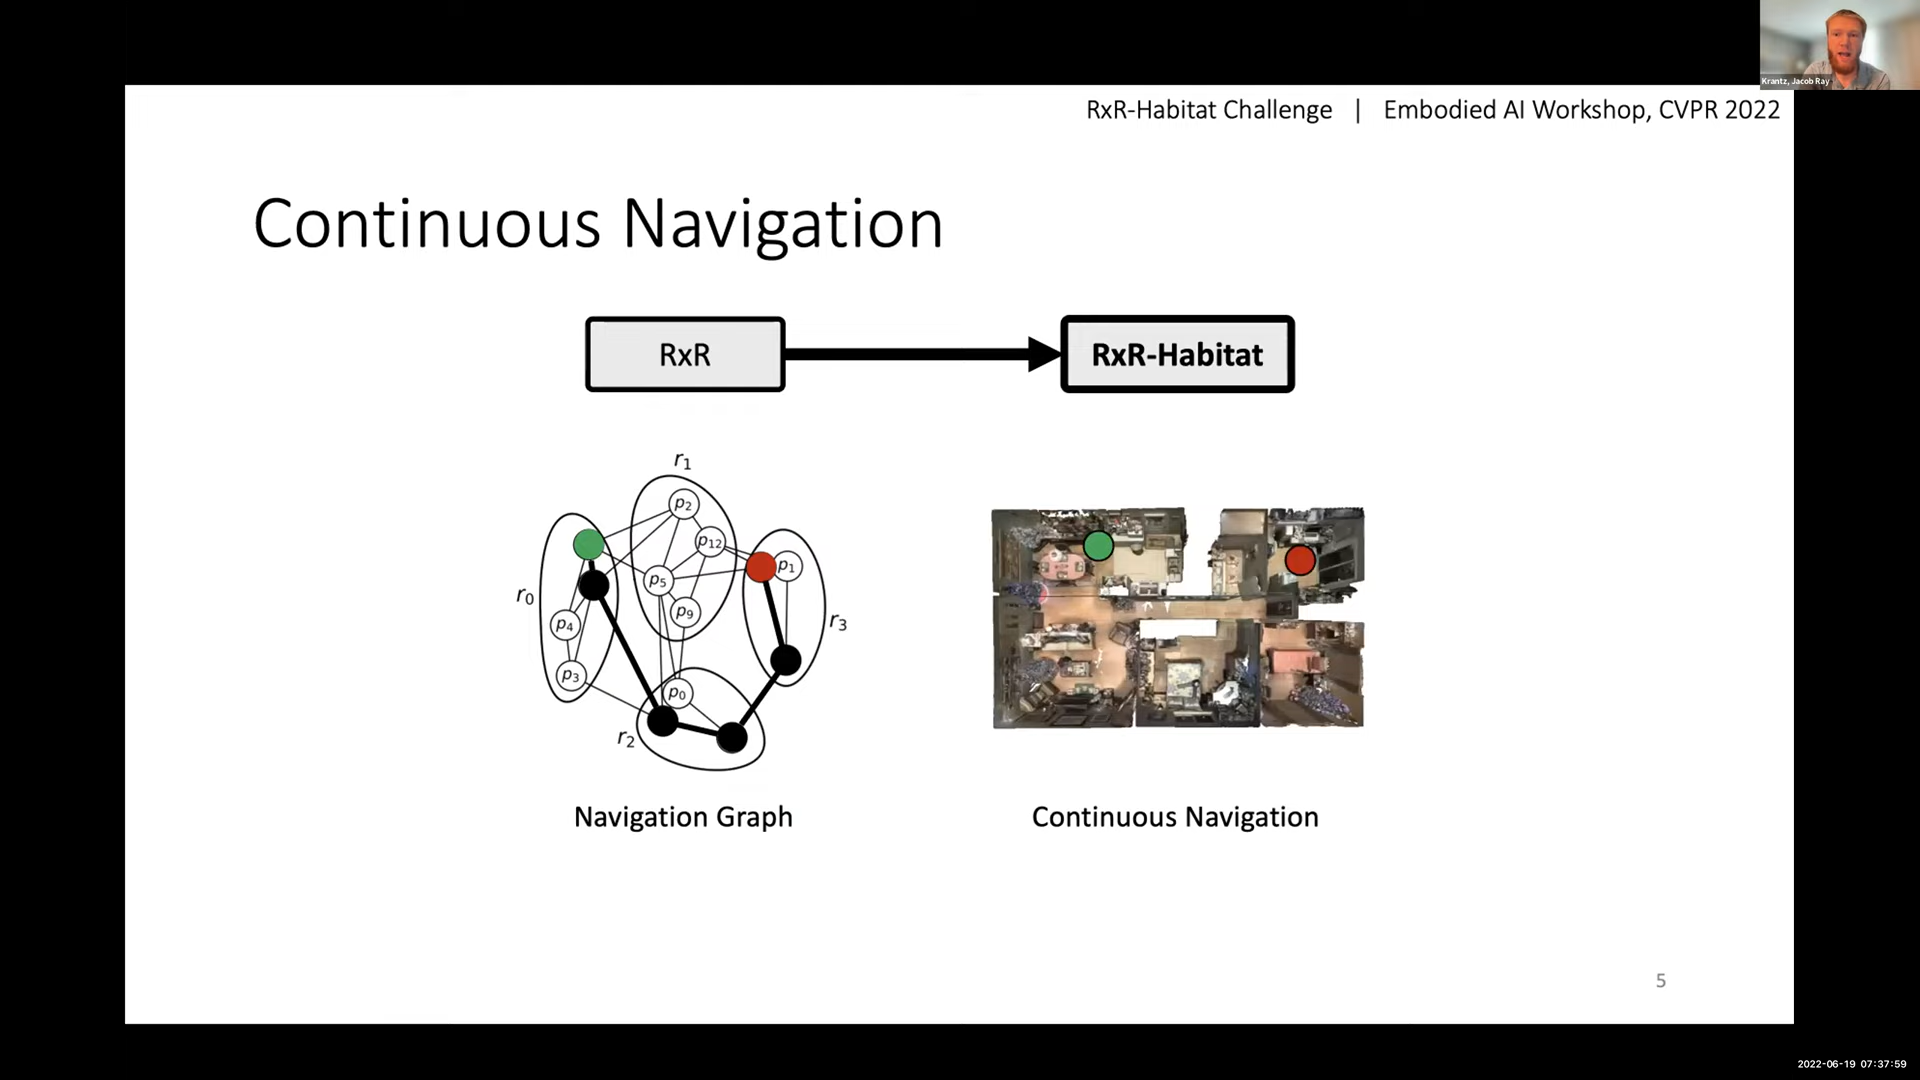 Krantz, Jacob Ray
RxR-Habitat Challenge | Embodied AI Workshop, CVPR 2022
Continuous Navigation
RxR
RxR-Habitat
r1
p2
p12
p1
p5
r0
p9
r3
p4
p3
p0
r2
Navigation Graph
Continuous Navigation
5
2022-06-19 07:37:59